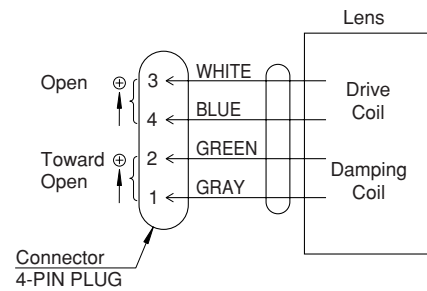 Lens
Open
3
WHITE
4
BLUE
Drive
Coil
Toward
Open
2
GREEN
1
GRAY
Damping
Coil
Connector
4-PIN PLUG